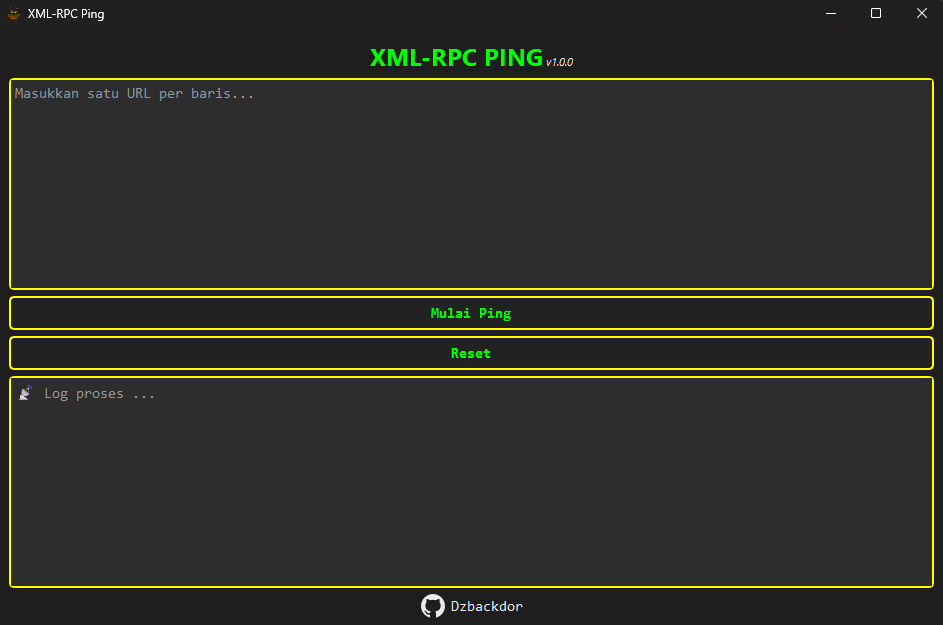 XML-RPC Ping
XML-RPC PING v1.0.0
Masukkan satu URL per baris...
Mulai Ping
Reset
Log proses ...
Dzbackdor